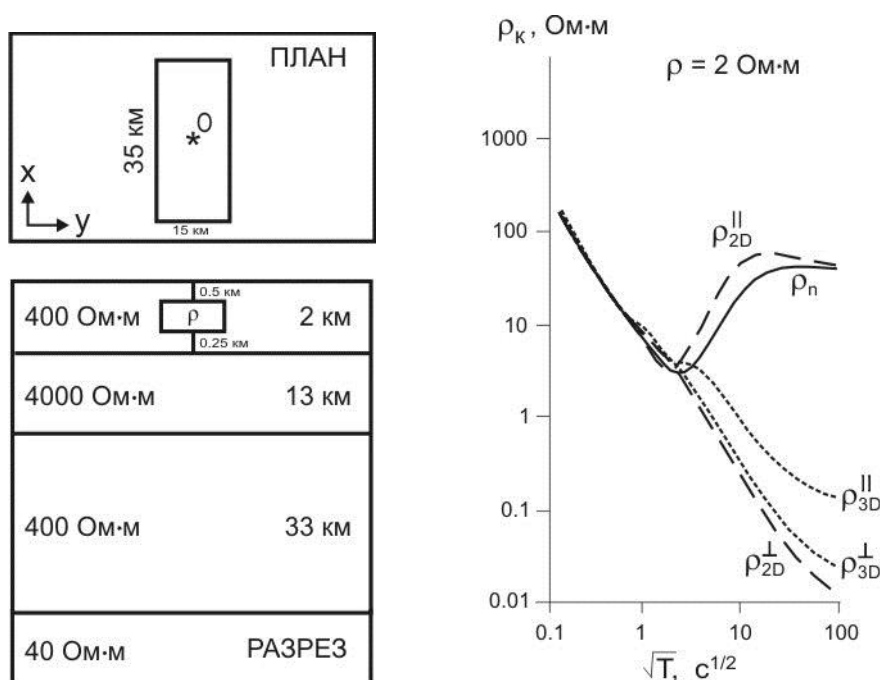 ПЛАН
O
*
35 км
x
y
15 км
0.5 км
400 Ом·м
ρ
2 км
0.25 км
4000 Ом·м
13 км
400 Ом·м
33 км
40 Ом·м
РАЗРЕЗ
ρк , Ом·м
ρ = 2 Ом·м
1000
100
10
1
0.1
0.01
ρ∥2D
ρn
ρ∥3D
ρ⊥2D
ρ⊥3D
0.1 1 10 100
√T, с1/2